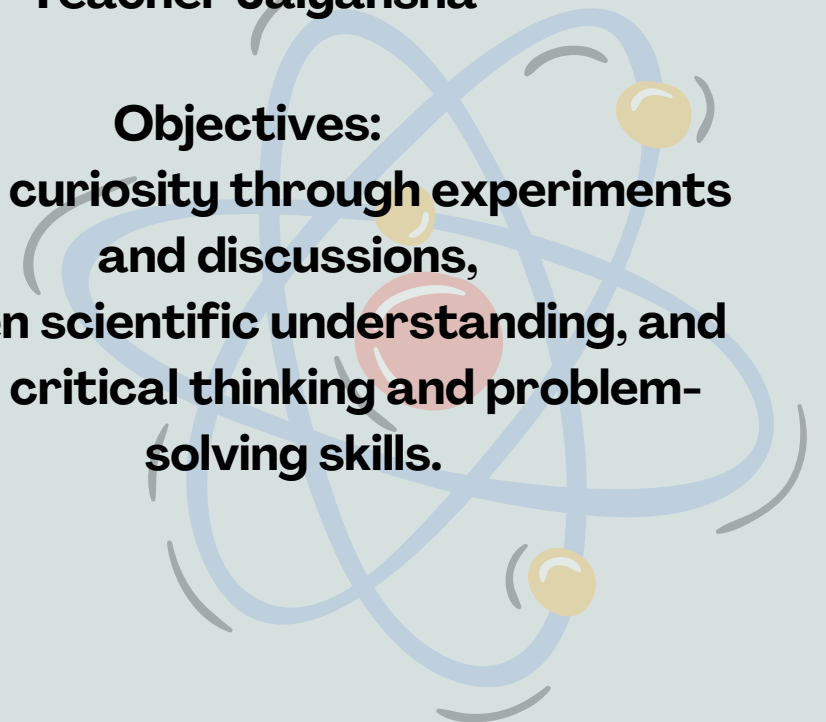 Teacher
Objectives:
curiosity through experiments
and discussions,
scientific understanding, and
critical thinking and problem-
solving skills.